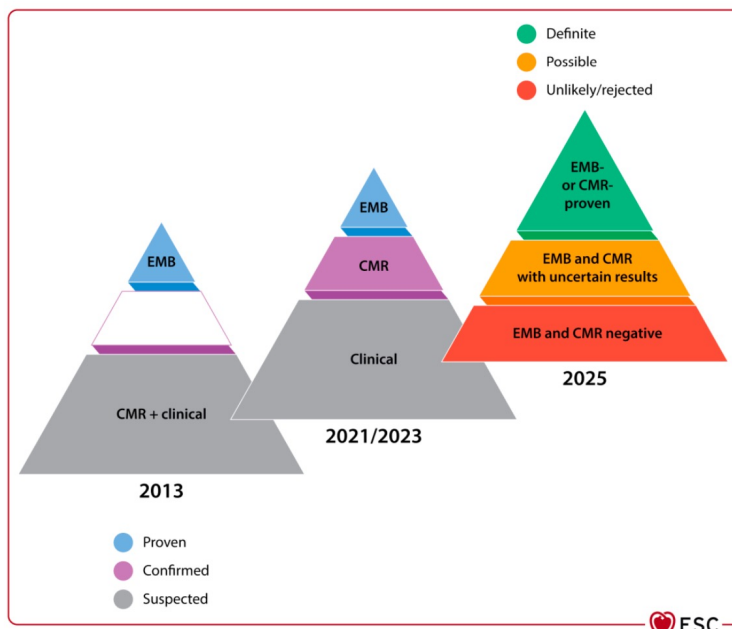 Definite
Possible
Unlikely/rejected
EMB-
or CMR-
proven
EMB and CMR
with uncertain results
EMB and CMR negative
2025
EMB
CMR
Clinical
2021/2023
EMB
CMR + clinical
2013
Proven
Confirmed
Suspected
ESC